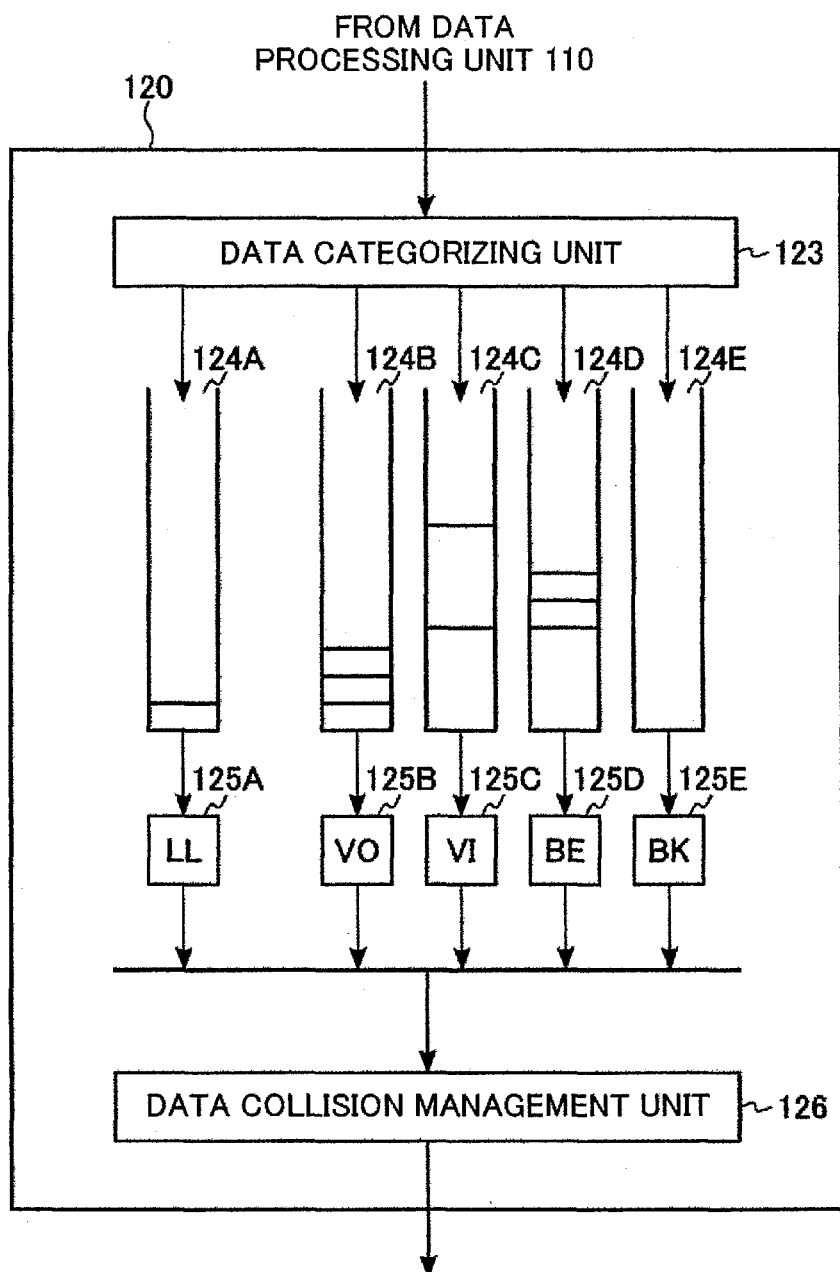 FROM DATA
PROCESSING UNIT 110
120
DATA CATEGORIZING UNIT
123
124A 124B 124C 124D 124E
125A 125B 125C 125D 125E
LL VO VI BE BK
DATA COLLISION MANAGEMENT UNIT
126